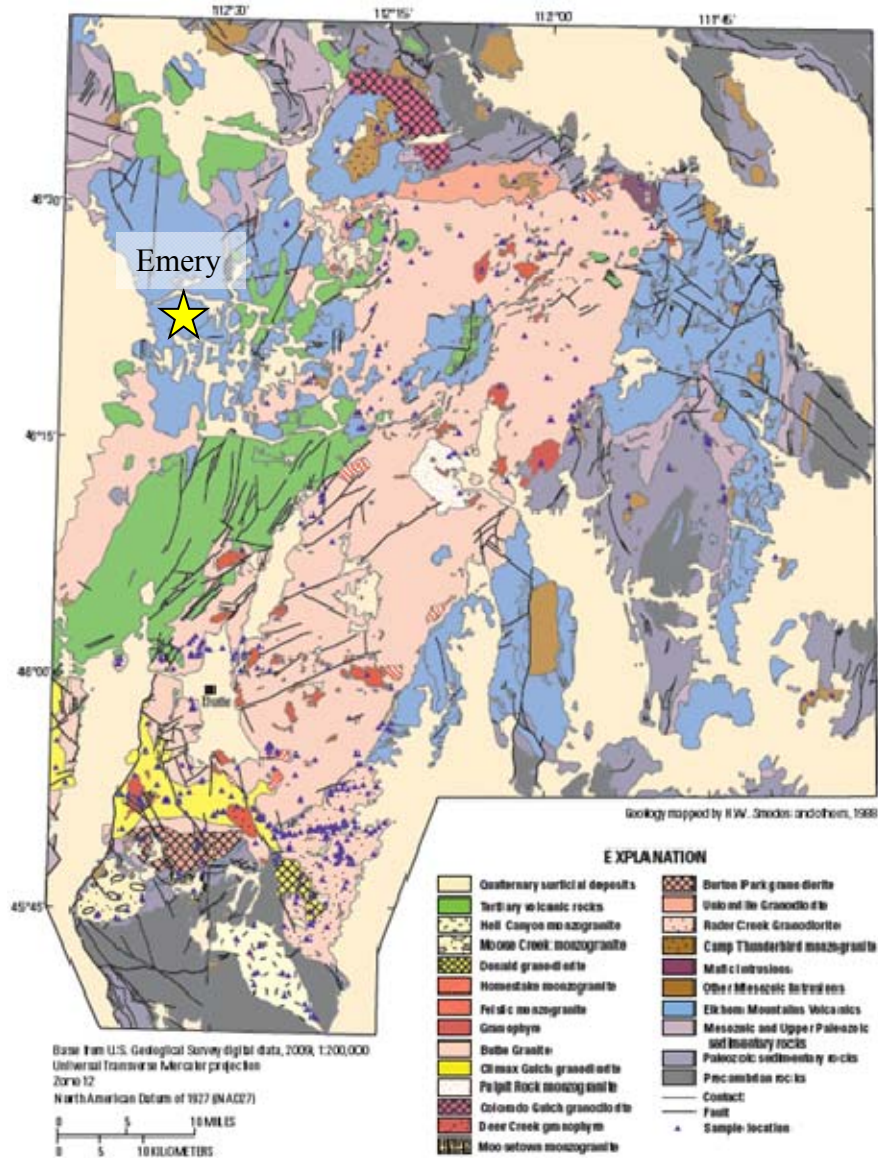 112°30' 112°15' 112°00 111°45'
46°30'
Emery
46°15'
46°00'
Butte
45°45'
Geology mapped by H.W. Smedes and others, 1988
EXPLANATION
Quaternary surficial deposits
Tertiary volcanic rocks
Hell Canyon monzogranite
Moose Creek monzogranite
Donald granodiorite
Homestake monzogranite
Felsic monzogranite
Granophyre
Butte Granite
Climax Gulch granodiorite
Pulpit Rock monzogranite
Colorado Gulch granodiorite
Deer Creek granophyre
Moosetown monzogranite
Burton Park granodiorite
Unionville Granodiorite
Rader Creek Granodiorite
Camp Thunderbird monzogranite
Mafic intrusions
Other Mesozoic Intrusions
Elkhorn Mountains Volcanics
Mesozoic and Upper Paleozoic
sedimentary rocks
Paleozoic sedimentary rocks
Precambrian rocks
Contact
Fault
Sample location
Base from U.S. Geological Survey digital data, 2009, 1:200,000
Universal Transverse Mercator projection
Zone 12
North American Datum of 1927 (NAD27)
0 5 10 MILES
0 5 10 KILOMETERS